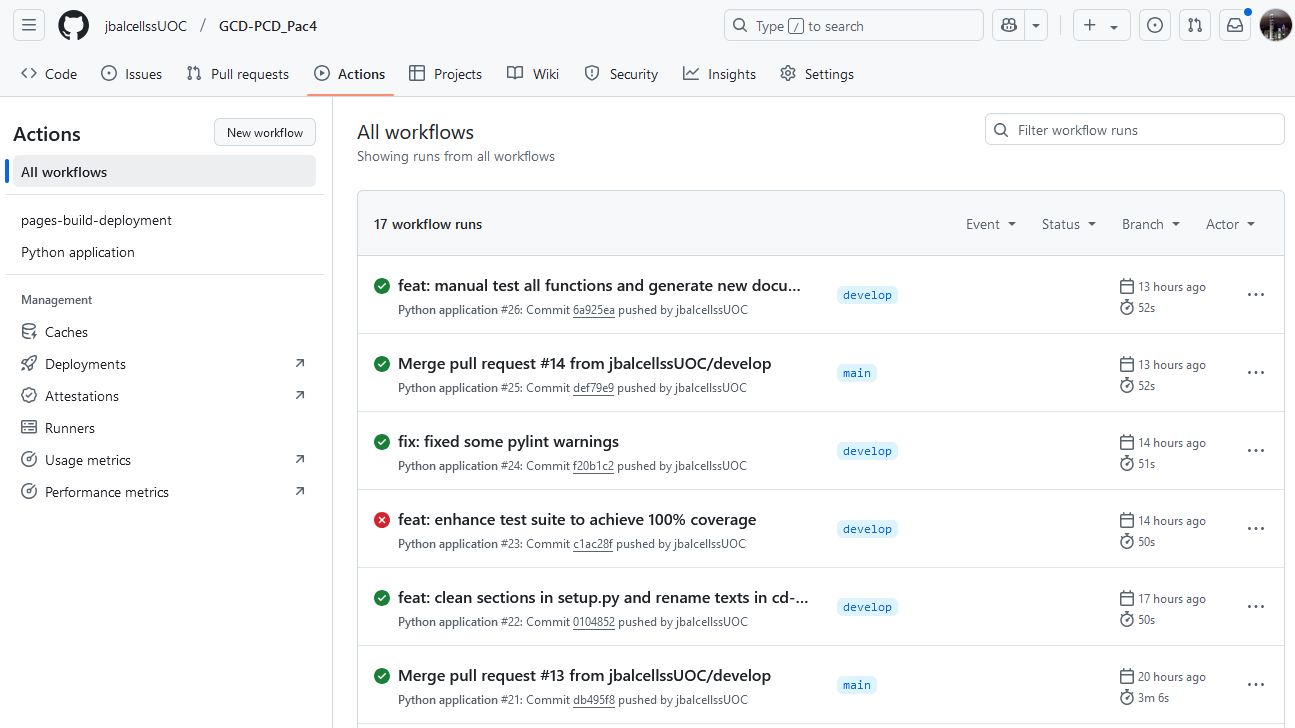 jbalcellssUOC / GCD-PCD_Pac4
Type / to search
Code Issues Pull requests Actions Projects Wiki Security Insights Settings
Actions
New workflow
All workflows
pages-build-deployment
Python application
Management
Caches
Deployments
Attestations
Runners
Usage metrics
Performance metrics
All workflows
Showing runs from all workflows
Filter workflow runs
17 workflow runs
Event Status Branch Actor
feat: manual test all functions and generate new docu...
Python application #26: Commit 6a925ea pushed by jbalcellssUOC
develop
13 hours ago
52s
Merge pull request #14 from jbalcellssUOC/develop
Python application #25: Commit def79e9 pushed by jbalcellssUOC
main
13 hours ago
52s
fix: fixed some pylint warnings
Python application #24: Commit f20b1c2 pushed by jbalcellssUOC
develop
14 hours ago
51s
feat: enhance test suite to achieve 100% coverage
Python application #23: Commit c1ac28f pushed by jbalcellssUOC
develop
14 hours ago
50s
feat: clean sections in setup.py and rename texts in cd-...
Python application #22: Commit 0104852 pushed by jbalcellssUOC
develop
17 hours ago
50s
Merge pull request #13 from jbalcellssUOC/develop
Python application #21: Commit db495f8 pushed by jbalcellssUOC
main
20 hours ago
3m 6s